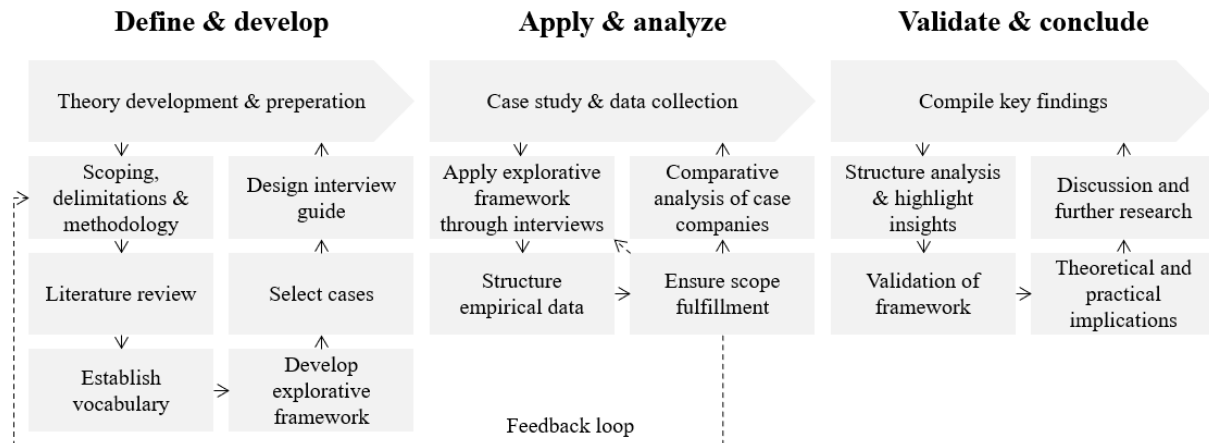 Define & develop
Apply & analyze
Validate & conclude
Theory development & preperation
Case study & data collection
Compile key findings
Scoping,
delimitations &
methodology
Design interview
guide
Apply explorative
framework
through interviews
Comparative
analysis of case
companies
Structure analysis
& highlight
insights
Discussion and
further research
Literature review
Select cases
Structure
empirical data
Ensure scope
fulfillment
Validation of
framework
Theoretical and
practical
implications
Establish
vocabulary
Develop
explorative
framework
Feedback loop